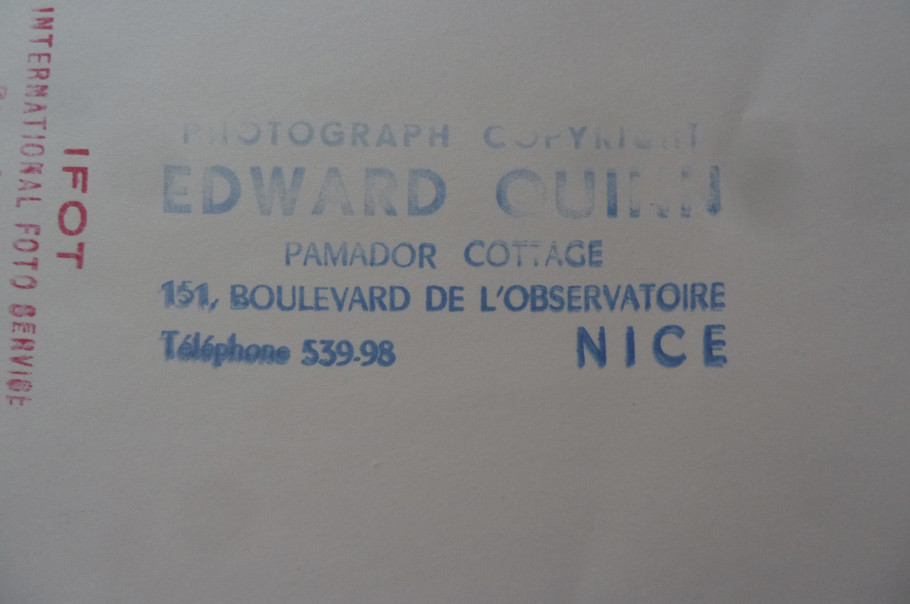 PHOTOGRAPH COPYRIGHT
EDWARD QUINN
PAMADOR COTTAGE
151, BOULEVARD DE L'OBSERVATOIRE
Téléphone 539-98 NICE
IFOT
INTERNATIONAL FOTO SERVICE